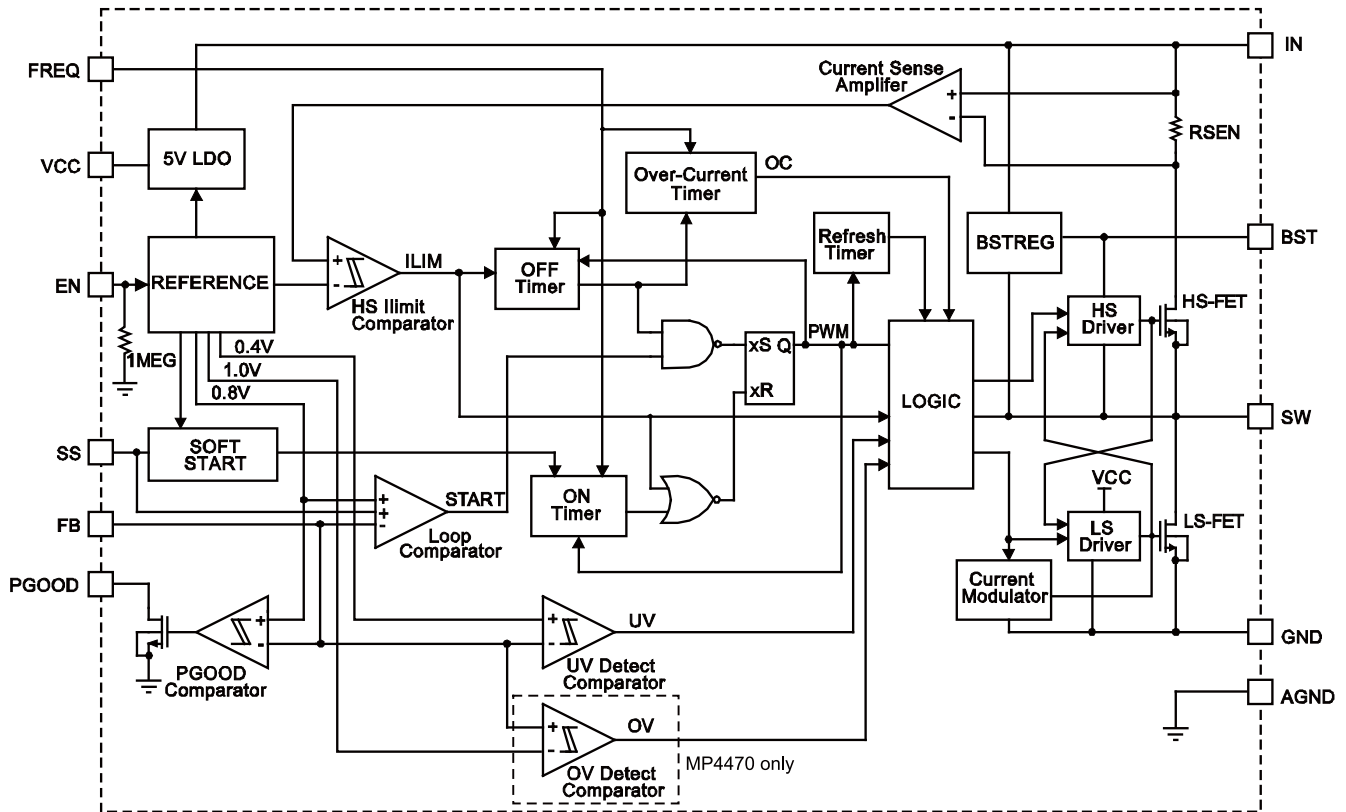 IN
FREQ
Current Sense
Amplifer
+
-
RSEN
VCC
5V LDO
Over-Current
Timer
OC
Refresh
Timer
BSTREG
BST
EN
REFERENCE
+
-
ILIM
HS Ilimit
Comparator
OFF
Timer
HS
Driver
HS-FET
1MEG
0.4V
1.0V
0.8V
xS Q
xR
PWM
LOGIC
SW
SS
SOFT
START
VCC
+
+
-
START
Loop
Comparator
ON
Timer
FB
LS
Driver
LS-FET
PGOOD
Current
Modulator
+
-
PGOOD
Comparator
+
-
UV
UV Detect
Comparator
GND
AGND
+
-
OV
OV Detect
Comparator
MP4470 only